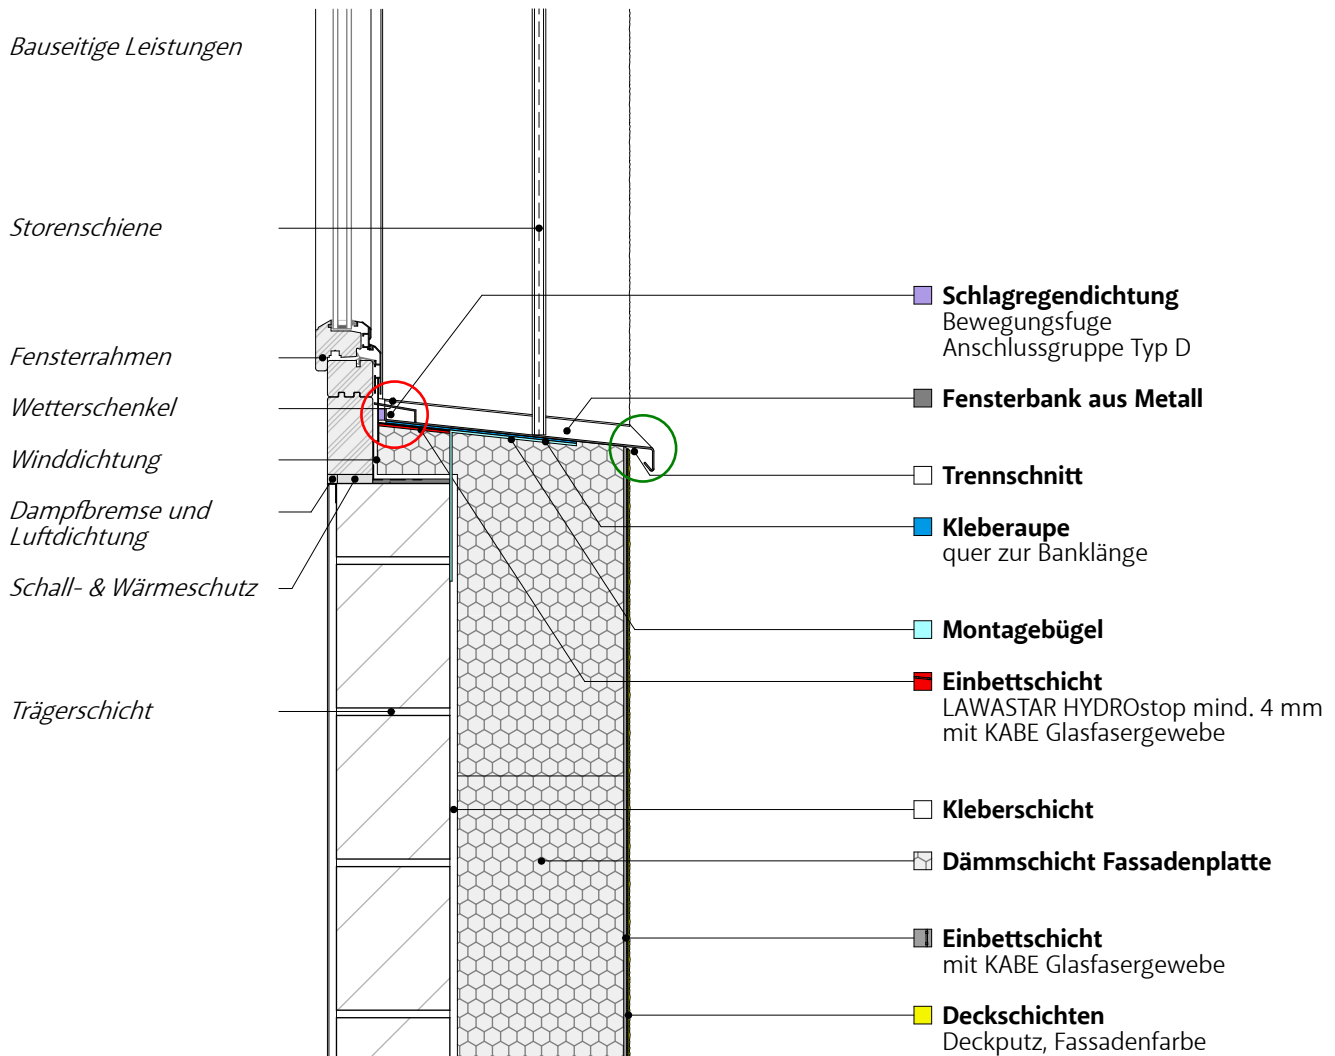 Bauseitige Leistungen
Storenschiene
Fensterrahmen
Wetterschenkel
Winddichtung
Dampfbremse und
Luftdichtung
Schall- & Wärmeschutz
Trägerschicht
Schlagregendichtung
Bewegungsfuge
Anschlussgruppe Typ D
Fensterbank aus Metall
Trennschnitt
Kleberaupe
quer zur Banklänge
Montagebügel
Einbettschicht
LAWASTAR HYDROstop mind. 4 mm
mit KABE Glasfasergewebe
Kleberschicht
Dämmschicht Fassadenplatte
Einbettschicht
mit KABE Glasfasergewebe
Deckschichten
Deckputz, Fassadenfarbe